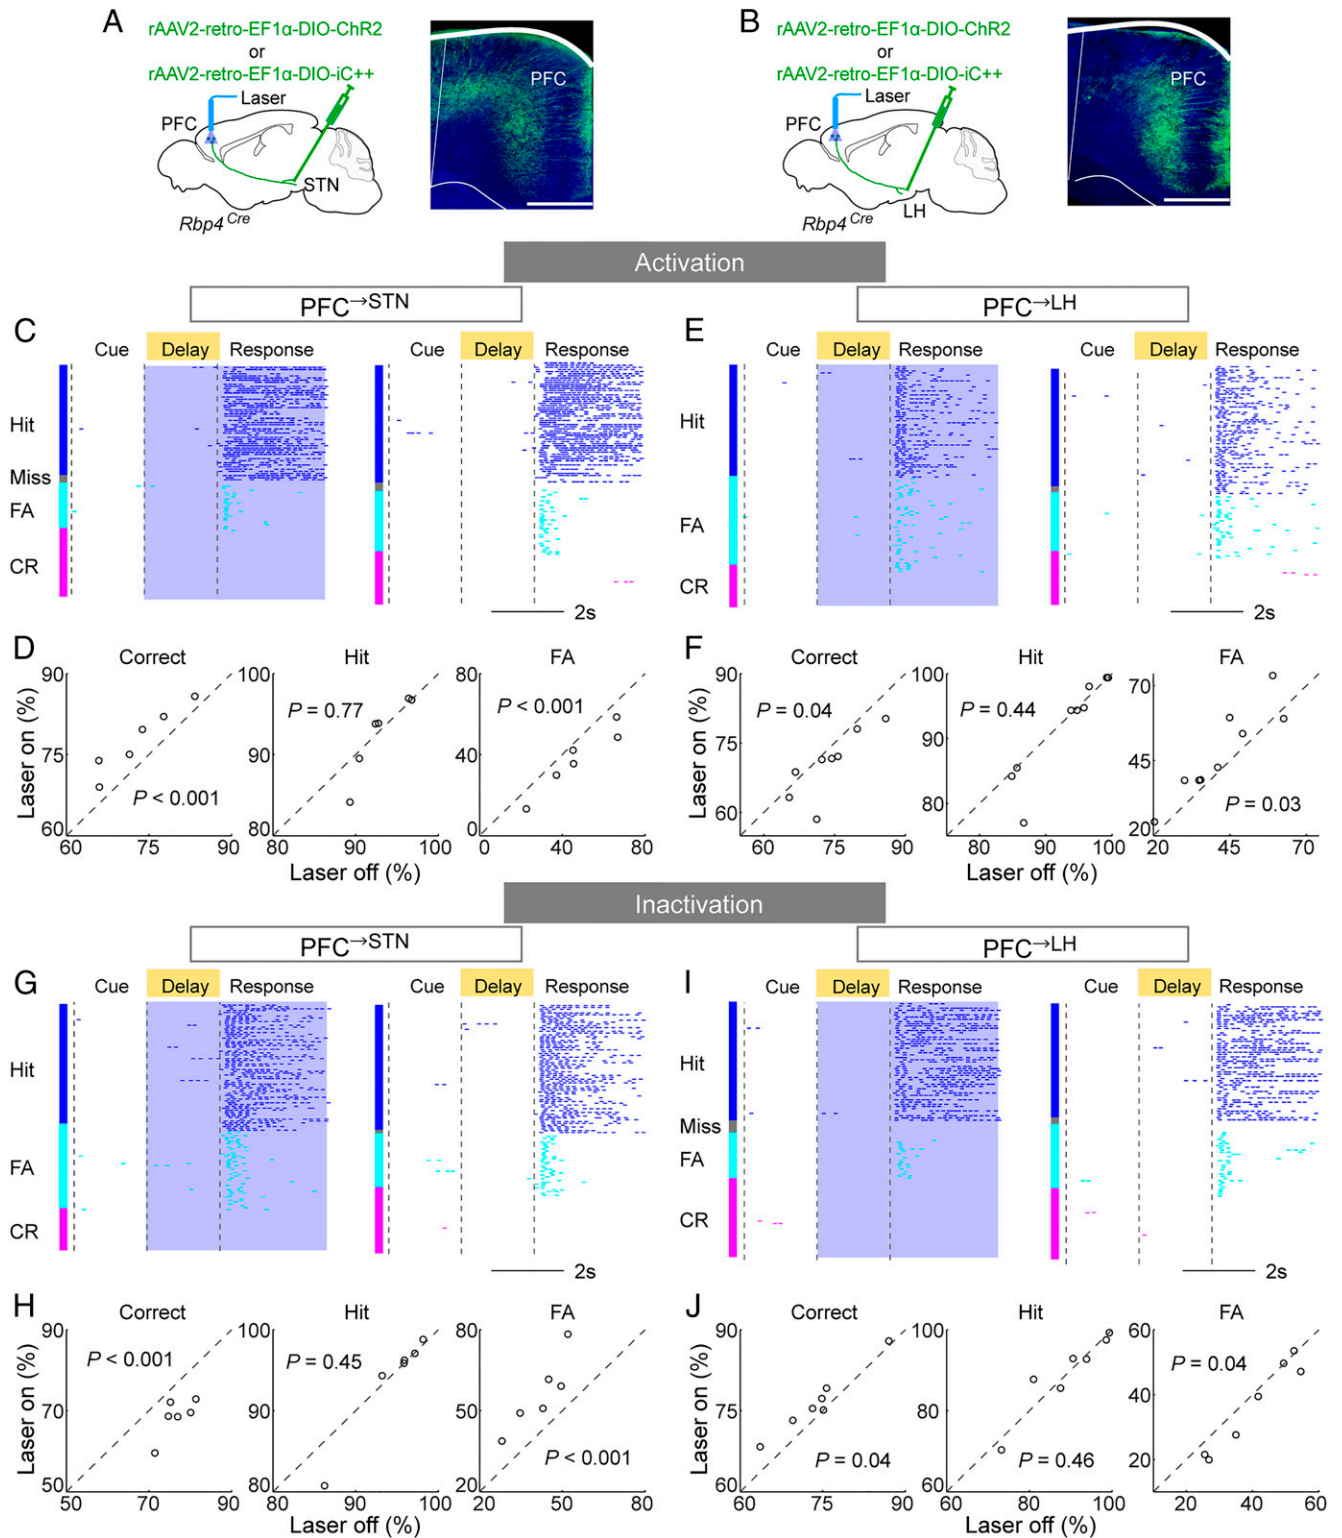 A
rAAV2-retro-EF1α-DIO-ChR2
or
rAAV2-retro-EF1α-DIO-iC++
Laser
PFC
STN
Rbp4 Cre
PFC
B
rAAV2-retro-EF1α-DIO-ChR2
or
rAAV2-retro-EF1α-DIO-iC++
Laser
PFC
LH
Rbp4 Cre
PFC
Activation
PFC→STN
PFC→LH
C
Cue Delay Response
Cue Delay Response
Hit
Miss
FA
CR
2s
E
Cue Delay Response
Cue Delay Response
Hit
FA
CR
2s
D
Correct
Hit
FA
Laser on (%)
90
75
60
60 75 90
P < 0.001
100
90
80
80 90 100
P = 0.77
80
40
0
0 40 80
P < 0.001
Laser off (%)
F
Correct
Hit
FA
Laser on (%)
90
75
60
60 75 90
P = 0.04
100
90
80
80 90 100
P = 0.44
70
45
20
20 45 70
P = 0.03
Laser off (%)
Inactivation
PFC→STN
PFC→LH
G
Cue Delay Response
Cue Delay Response
Hit
FA
CR
2s
I
Cue Delay Response
Cue Delay Response
Hit
Miss
FA
CR
2s
H
Correct
Hit
FA
Laser on (%)
90
70
50
50 70 90
P < 0.001
100
90
80
80 90 100
P = 0.45
80
50
20
20 50 80
P < 0.001
Laser off (%)
J
Correct
Hit
FA
Laser on (%)
90
75
60
60 75 90
P = 0.04
100
80
60
60 80 100
P = 0.46
60
40
20
20 40 60
P = 0.04
Laser off (%)